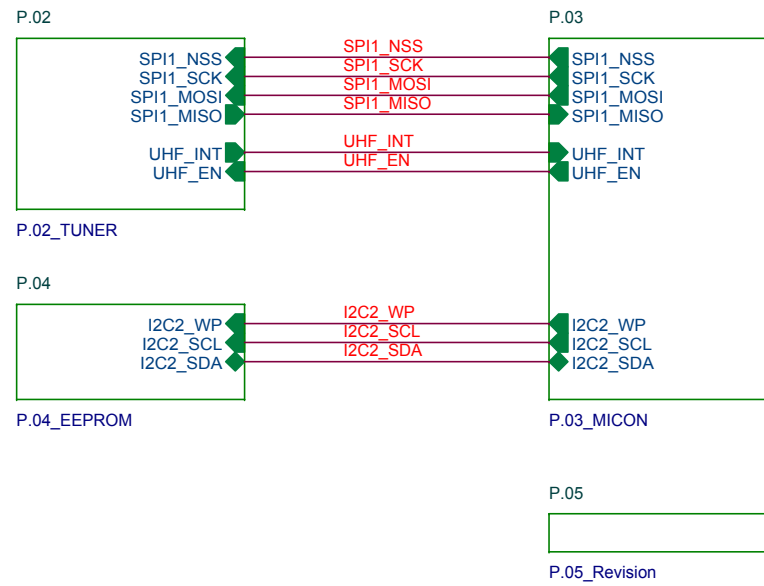 P.02
P.03
SPI1_NSS SPI1_NSS SPI1_NSS
SPI1_SCK SPI1_SCK SPI1_SCK
SPI1_MOSI SPI1_MOSI SPI1_MOSI
SPI1_MISO SPI1_MISO SPI1_MISO
UHF_INT UHF_INT UHF_INT
UHF_EN UHF_EN UHF_EN
P.02_TUNER
P.04
I2C2_WP I2C2_WP I2C2_WP
I2C2_SCL I2C2_SCL I2C2_SCL
I2C2_SDA I2C2_SDA I2C2_SDA
P.04_EEPROM
P.03_MICON
P.05
P.05_Revision